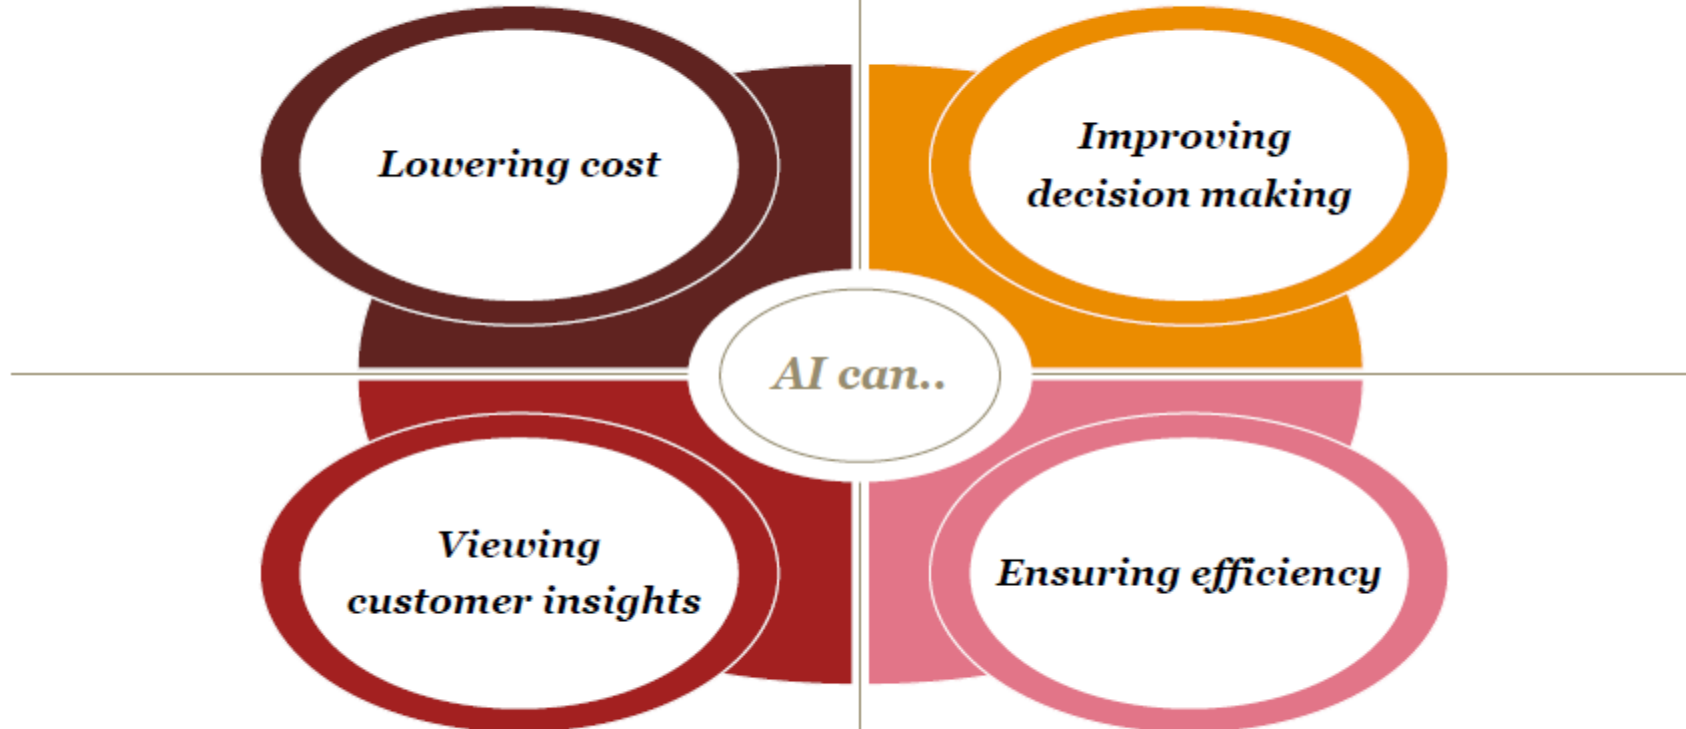 Lowering cost
Improving
decision making
AI can..
Viewing
customer insights
Ensuring efficiency